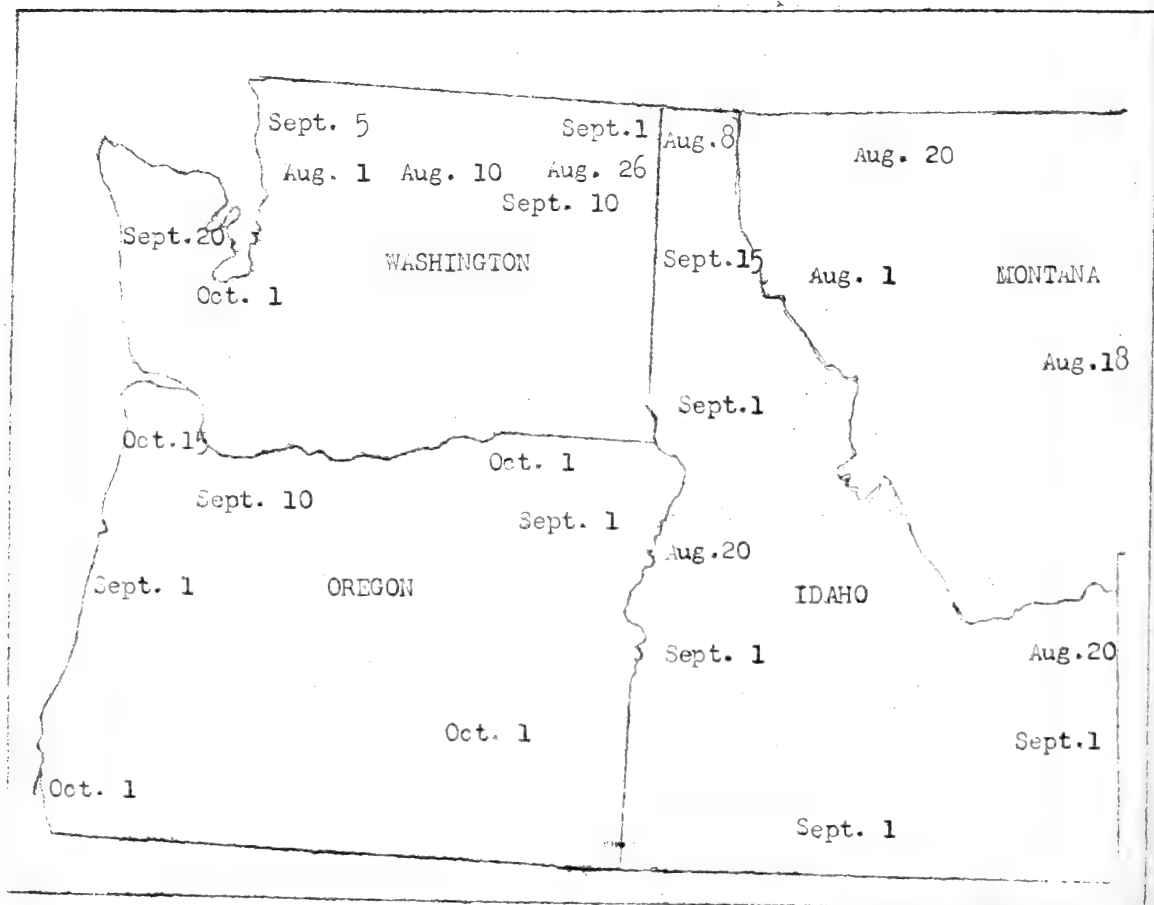 Sept. 5
Sept.1
Aug.8
Aug. 20
Aug. 1
Aug. 10
Aug. 26
Sept. 10
Sept.20
WASHINGTON
Sept.15
Aug. 1
MONTANA
Oct. 1
Aug.18
Sept.1
Oct.15
Oct. 1
Sept. 10
Sept. 1
Aug.20
Sept. 1
OREGON
IDAHO
Sept. 1
Aug.20
Oct. 1
Sept.1
Oct. 1
Sept. 1